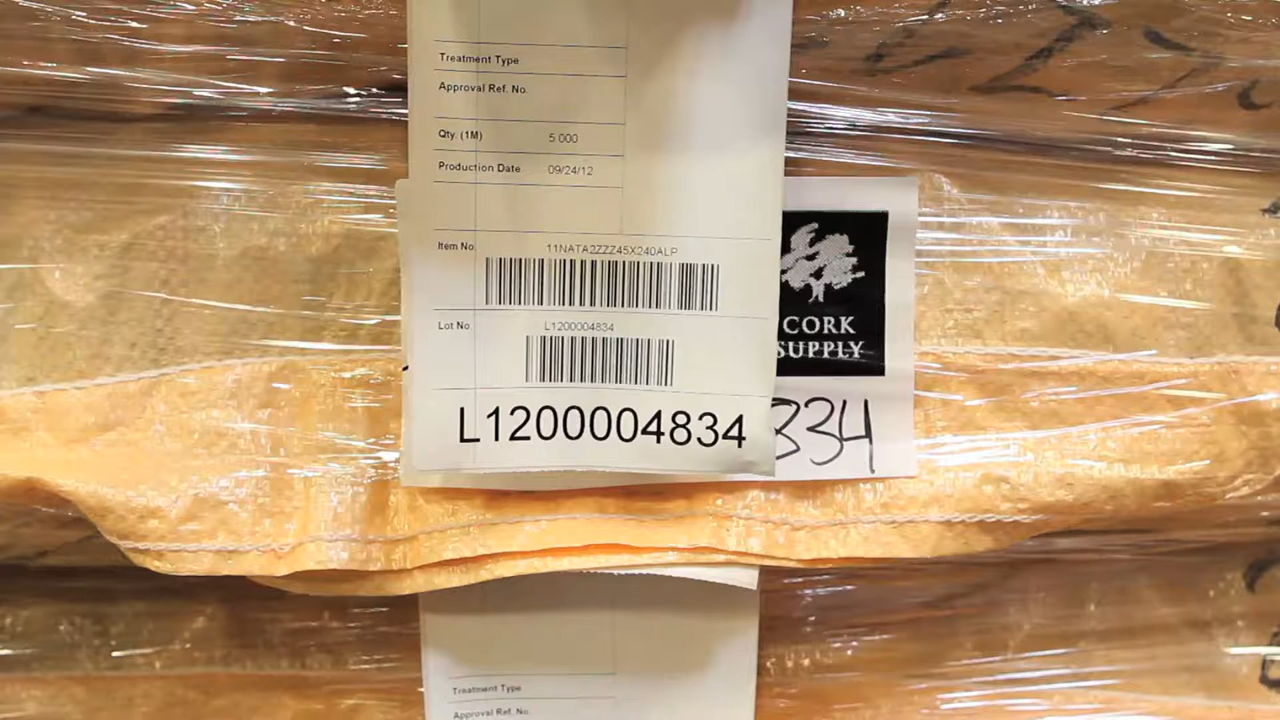 Treatment Type
Approval Ref. No.
Qty. (1M) 5 000
Production Date 09/24/12
Item No. 11NATA2ZZZ45X240ALP
Lot No. L1200004834
L1200004834
CORK
SUPPLY
834
Treatment Type
Approval Ref. No.